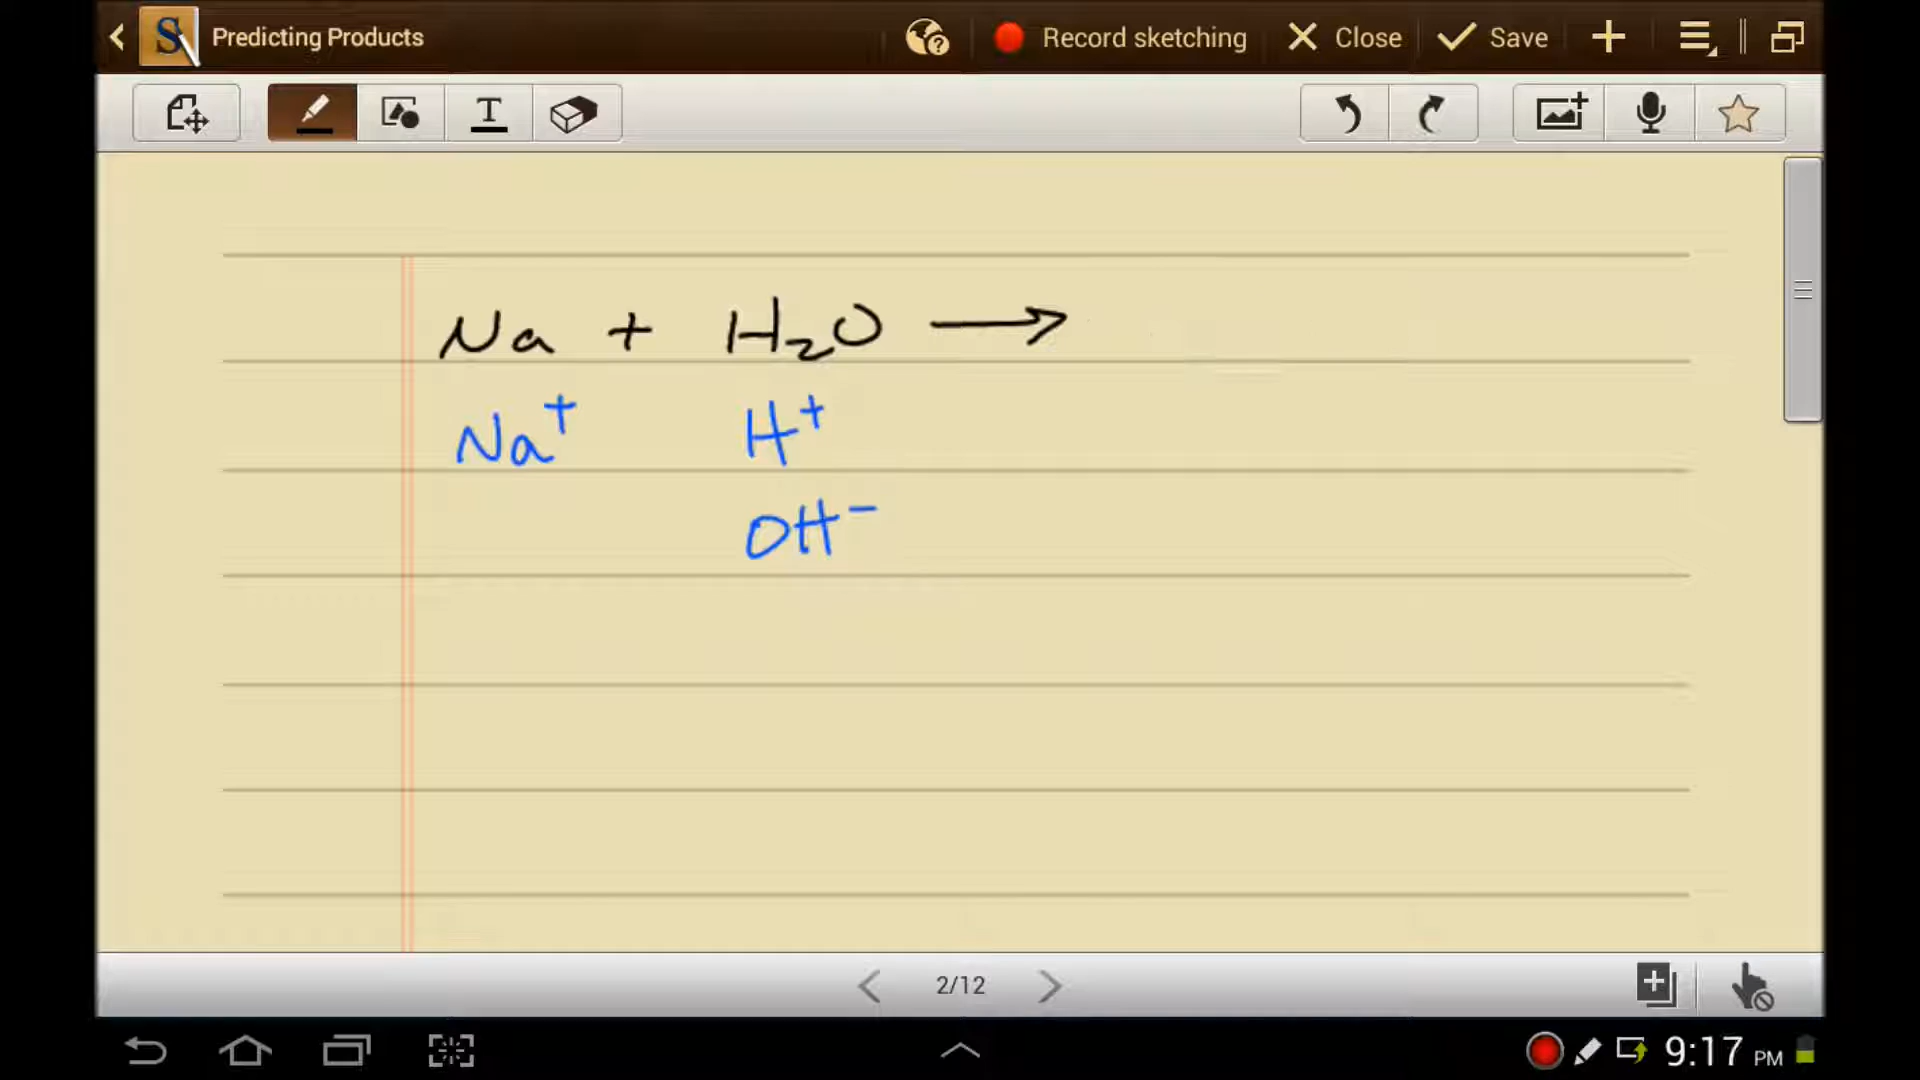 Predicting Products
Record sketching
Close
Save
T
Na + H₂O ⟶
Na⁺ H⁺
OH⁻
2/12
9:17 PM